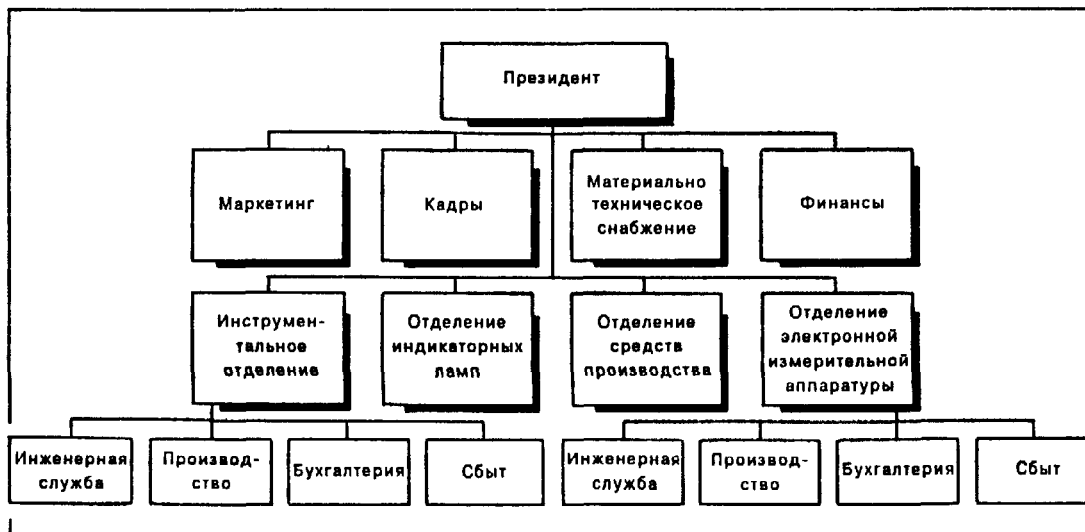 Президент
Маркетинг
Кадры
Материально
техническое
снабжение
Финансы
Инструмен-
тальное
отделение
Отделение
индикаторных
ламп
Отделение
средств
производства
Отделение
электронной
измерительной
аппаратуры
Инженерная
служба
Производ-
ство
Бухгалтерия
Сбыт
Инженерная
служба
Производ-
ство
Бухгалтерия
Сбыт